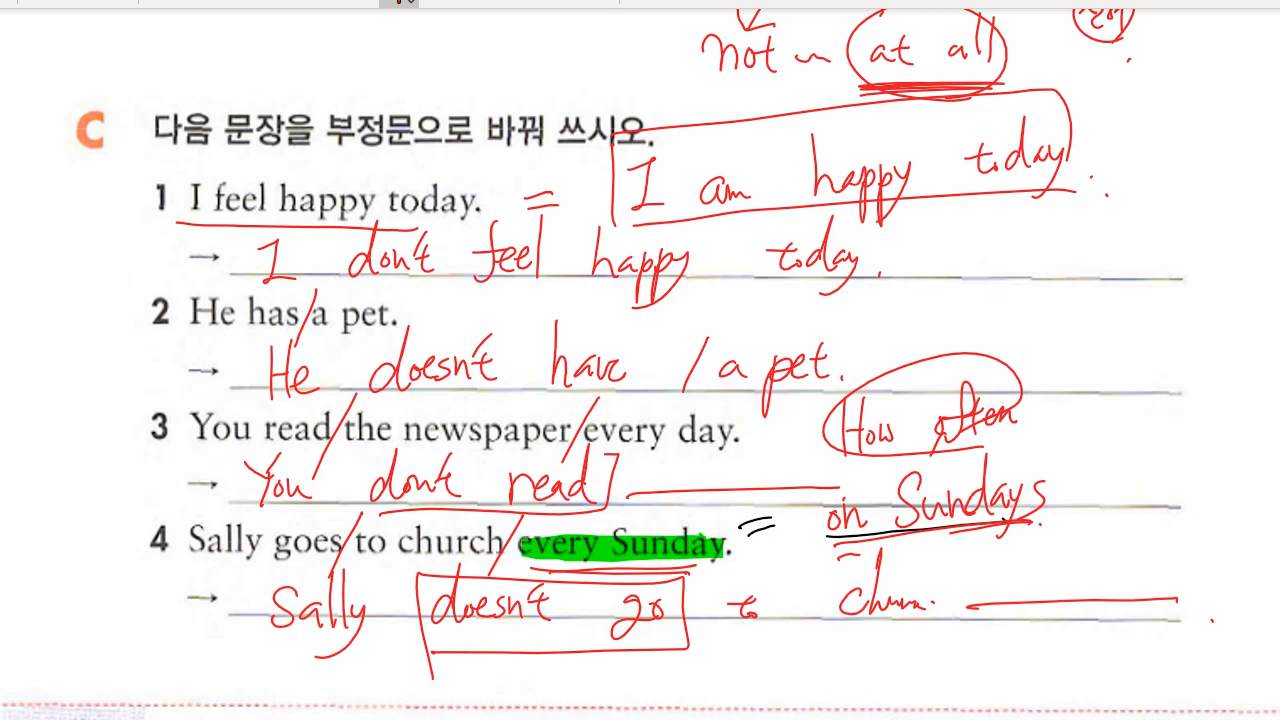 not ~ at all
C 다음 문장을 부정문으로 바꿔 쓰시오.
1 I feel happy today. = I am happy today.
→ I don't feel happy today.
2 He has / a pet.
→ He doesn't have / a pet.
3 You read / the newspaper / every day.
How often
→ You don't read
4 Sally goes / to church / every Sunday. = on Sundays.
→ Sally doesn't go to